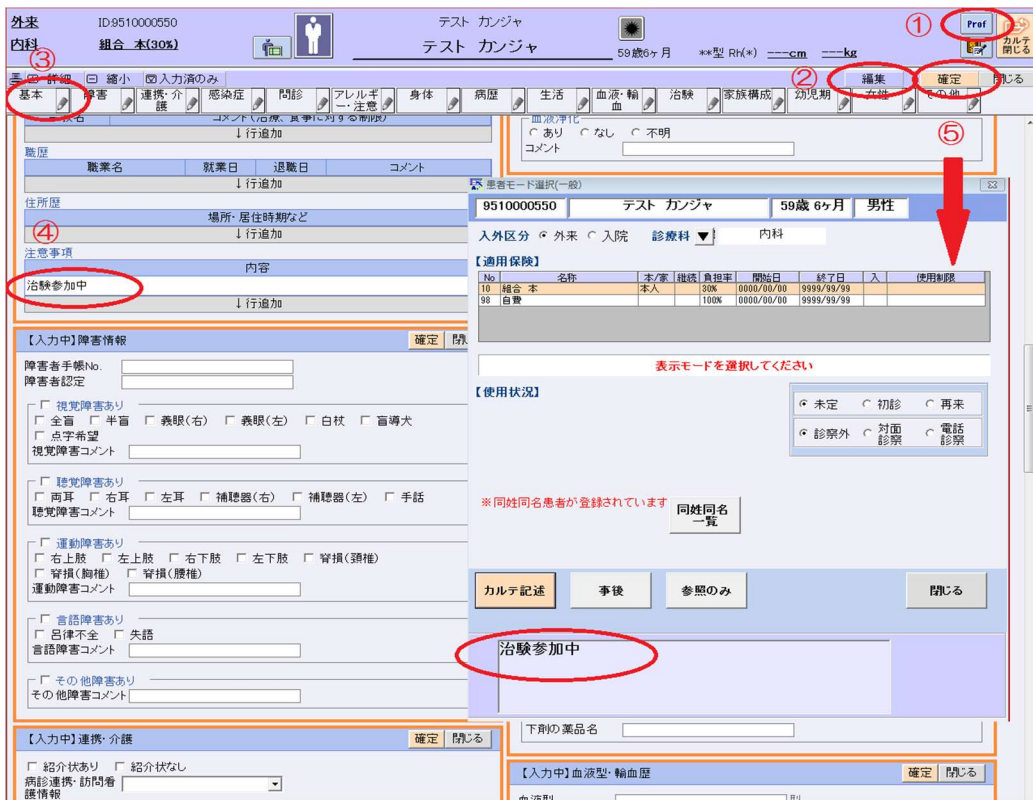 外来 ID:9510000550 テスト カンジャ ① Prof
内科 組合 本(30%) テスト カンジャ 59歳6ヶ月 **型 Rh(*) ---cm ---kg カルテ閉じる
③ ②
詳細 縮小 入力済のみ 編集 確定 閉じる
基本 障害 連携・介護 感染症 問診 アレルギー・注意 身体 病歴 生活 血液・輸血 治験 家族構成 幼児期 女性 その他
コメント(治療、食事に対する制限)
↓行追加
職歴
職業名 就業日 退職日 コメント
↓行追加
住所歴
場所・居住時期など
↓行追加
④
注意事項
内容
治験参加中
↓行追加
血液浄化
あり なし 不明
コメント
⑤
【入力中】障害情報 確定
障害者手帳No.
障害者認定
視覚障害あり
全盲 半盲 義眼(右) 義眼(左) 白杖 盲導犬
点字希望
視覚障害コメント
聴覚障害あり
両耳 右耳 左耳 補聴器(右) 補聴器(左) 手話
聴覚障害コメント
運動障害あり
右上肢 左上肢 右下肢 左下肢 脊損(頚椎)
脊損(胸椎) 脊損(腰椎)
運動障害コメント
言語障害あり
呂律不全 失語
言語障害コメント
その他障害あり
その他障害コメント
【入力中】連携・介護 確定 閉じる
紹介状あり 紹介状なし
病診連携・訪問看護情報
患者モード選択(一般)
9510000550 テスト カンジャ 59歳 6ヶ月 男性
入外区分 外来 入院 診療科 ▼ 内科
【適用保険】
No 名称 本/家 継続 負担率 開始日 終了日 入 使用制限
10 組合 本 本人 30% 0000/00/00 9999/99/99
98 自費 100% 0000/00/00 9999/99/99
表示モードを選択してください
【使用状況】
未定 初診 再来
診察外 対面診察 電話診察
※同姓同名患者が登録されています 同姓同名一覧
カルテ記述 事後 参照のみ 閉じる
治験参加中
下剤の薬品名
【入力中】血液型・輸血歴 確定 閉じる
血液型 型